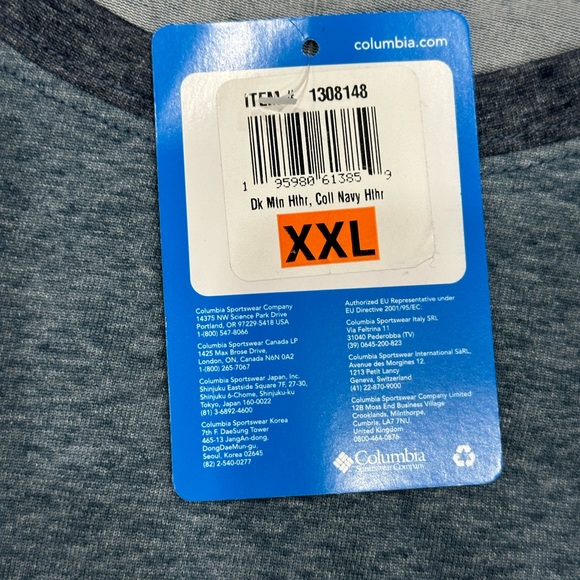 columbia.com
ITEM # 1308148
1 95980 61385 9
Dk Mtn Hthr, Coll Navy Hthr
XXL
Columbia Sportswear Company
14375 NW Science Park Drive
Portland, OR 97229-5418 USA
1-(800) 547-8066
Columbia Sportswear Canada LP
1425 Max Brose Drive,
London, ON. Canada N6N 0A2
1-(800) 265-7067
Columbia Sportswear Japan, Inc.
Shinjuku Eastside Square 7F, 27-30,
Shinjuku 6-Chome, Shinjuku-ku
Tokyo, Japan 160-0022
(81) 3-6892-4600
Columbia Sportswear Korea
7th F. DaeSung Tower
465-13 JangAn-dong,
DongDaeMun-gu,
Seoul, Korea 02645
(82) 2-540-0277
Authorized EU Representative under
EU Directive 2001/95/EC.
Columbia Sportswear Italy SRL
Via Feltrina 11
31040 Pederobba (TV)
(39) 0645-200-823
Columbia Sportswear International SàRL,
Avenue des Morgines 12,
1213 Petit Lancy
Geneva, Switzerland
(41) 22-870-9000
Columbia Sportswear Company Limited
12B Moss End Business Village
Crooklands, Milnthorpe,
Cumbria, LA7 7NU
United Kingdom
0800-464-0876
Columbia
Sportswear Company